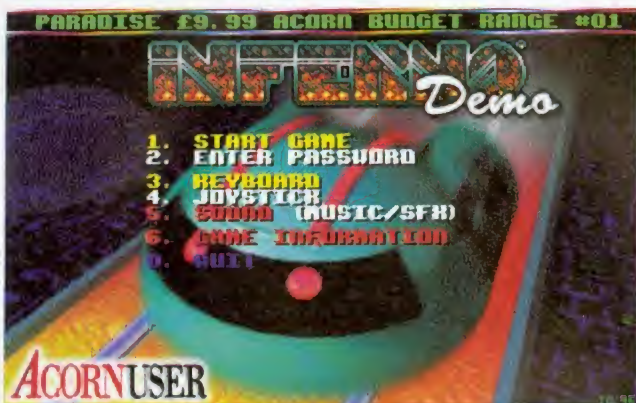 PARADISE £9.99 ACORN BUDGET RANGE #01
INFERNO
Demo
1. START GAME
2. ENTER PASSWORD
3. KEYBOARD
4. JOYSTICK
5. SOUND (MUSIC/SFX)
6. GAME INFORMATION
0. QUIT
ACORNUSER